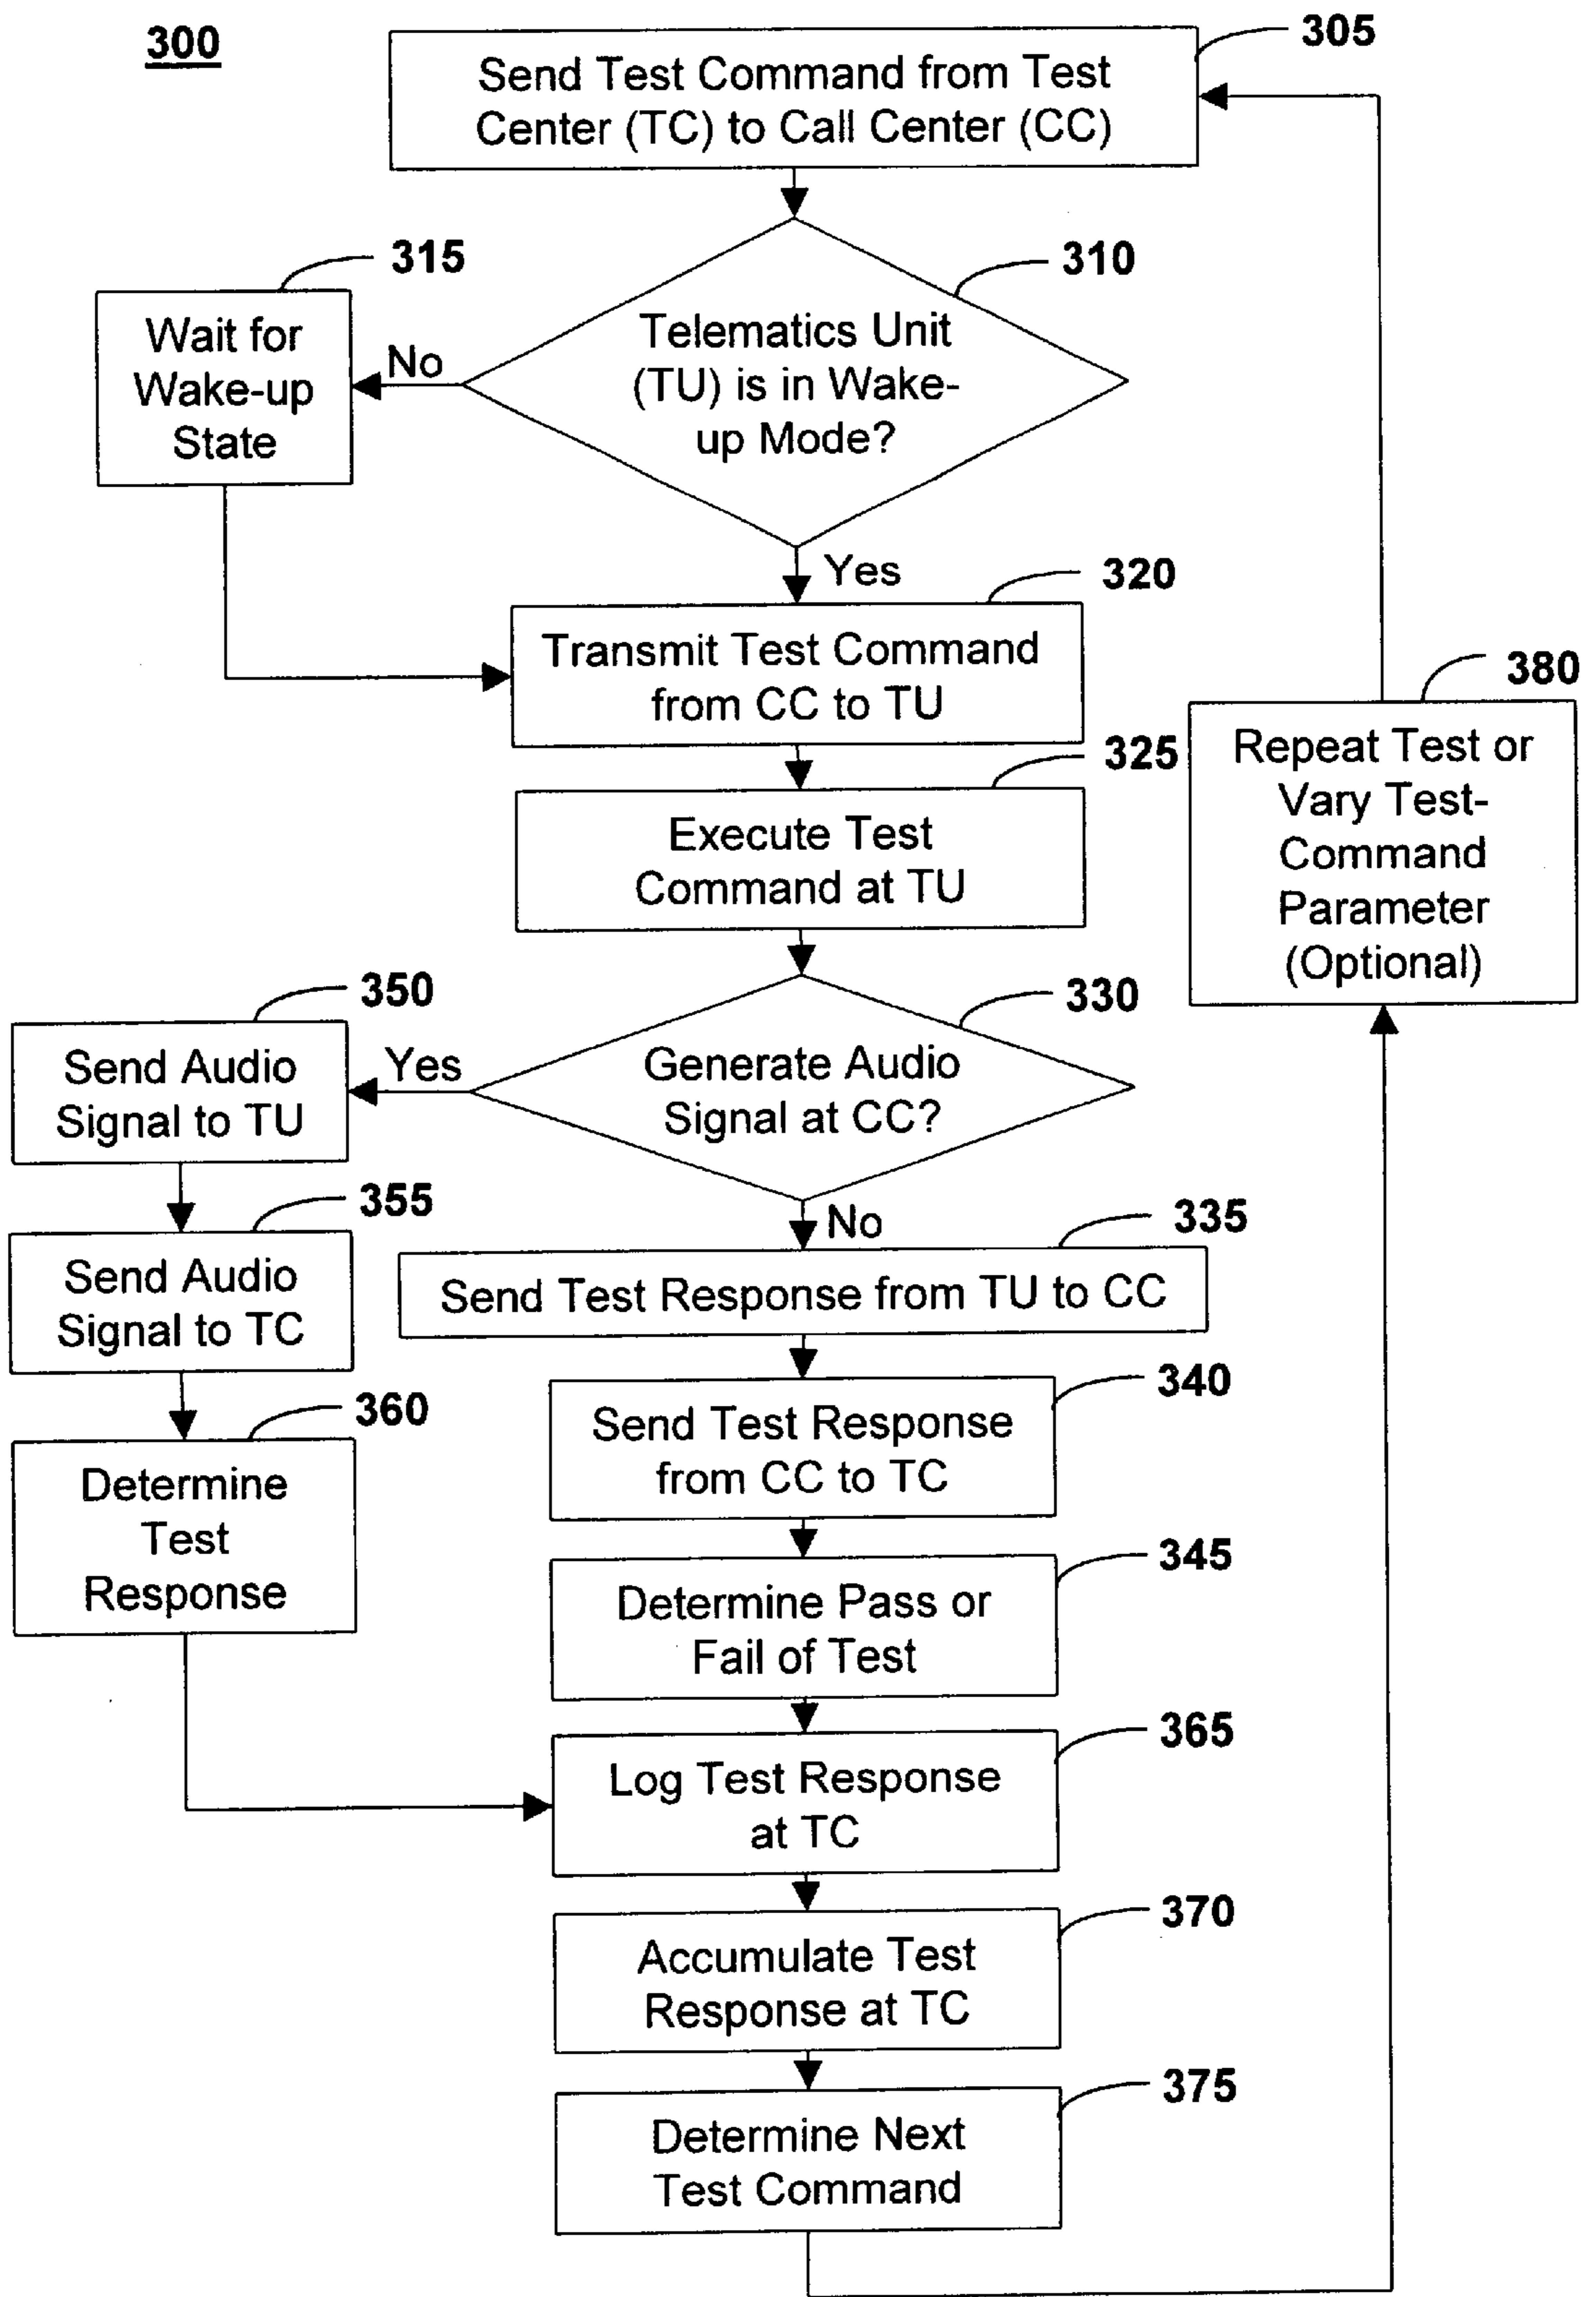 300
305
Send Test Command from Test
Center (TC) to Call Center (CC)
310
Telematics Unit
(TU) is in Wake-
up Mode?
315
Wait for
Wake-up
State
No
Yes
320
Transmit Test Command
from CC to TU
325
Execute Test
Command at TU
380
Repeat Test or
Vary Test-
Command
Parameter
(Optional)
330
Generate Audio
Signal at CC?
Yes
350
Send Audio
Signal to TU
355
Send Audio
Signal to TC
360
Determine
Test
Response
No
335
Send Test Response from TU to CC
340
Send Test Response
from CC to TC
345
Determine Pass or
Fail of Test
365
Log Test Response
at TC
370
Accumulate Test
Response at TC
375
Determine Next
Test Command